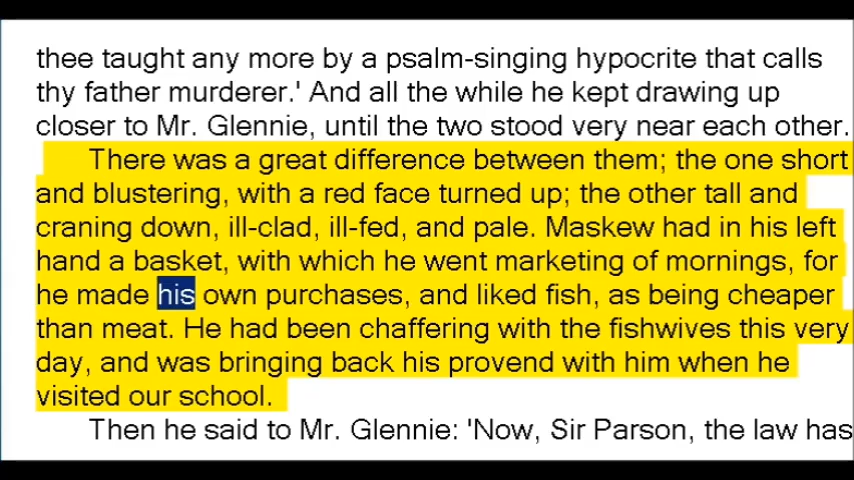 thee taught any more by a psalm-singing hypocrite that calls
thy father murderer.' And all the while he kept drawing up
closer to Mr. Glennie, until the two stood very near each other.
There was a great difference between them; the one short
and blustering, with a red face turned up; the other tall and
craning down, ill-clad, ill-fed, and pale. Maskew had in his left
hand a basket, with which he went marketing of mornings, for
he made his own purchases, and liked fish, as being cheaper
than meat. He had been chaffering with the fishwives this very
day, and was bringing back his provend with him when he
visited our school.
Then he said to Mr. Glennie: 'Now, Sir Parson, the law has